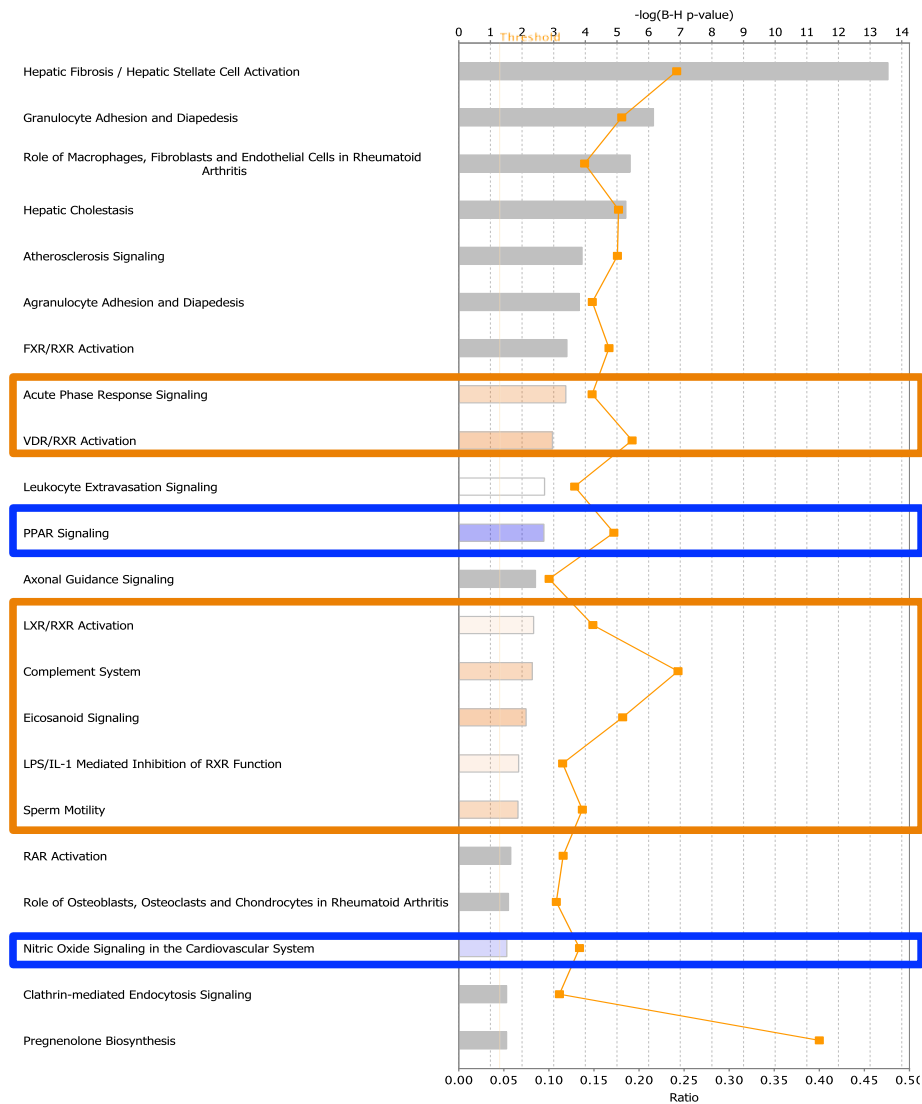 -log(B-H p-value)
0 1 2 3 4 5 6 7 8 9 10 11 12 13 14
Threshold
Hepatic Fibrosis / Hepatic Stellate Cell Activation
Granulocyte Adhesion and Diapedesis
Role of Macrophages, Fibroblasts and Endothelial Cells in Rheumatoid
Arthritis
Hepatic Cholestasis
Atherosclerosis Signaling
Agranulocyte Adhesion and Diapedesis
FXR/RXR Activation
Acute Phase Response Signaling
VDR/RXR Activation
Leukocyte Extravasation Signaling
PPAR Signaling
Axonal Guidance Signaling
LXR/RXR Activation
Complement System
Eicosanoid Signaling
LPS/IL-1 Mediated Inhibition of RXR Function
Sperm Motility
RAR Activation
Role of Osteoblasts, Osteoclasts and Chondrocytes in Rheumatoid Arthritis
Nitric Oxide Signaling in the Cardiovascular System
Clathrin-mediated Endocytosis Signaling
Pregnenolone Biosynthesis
0.00 0.05 0.10 0.15 0.20 0.25 0.30 0.35 0.40 0.45 0.50
Ratio